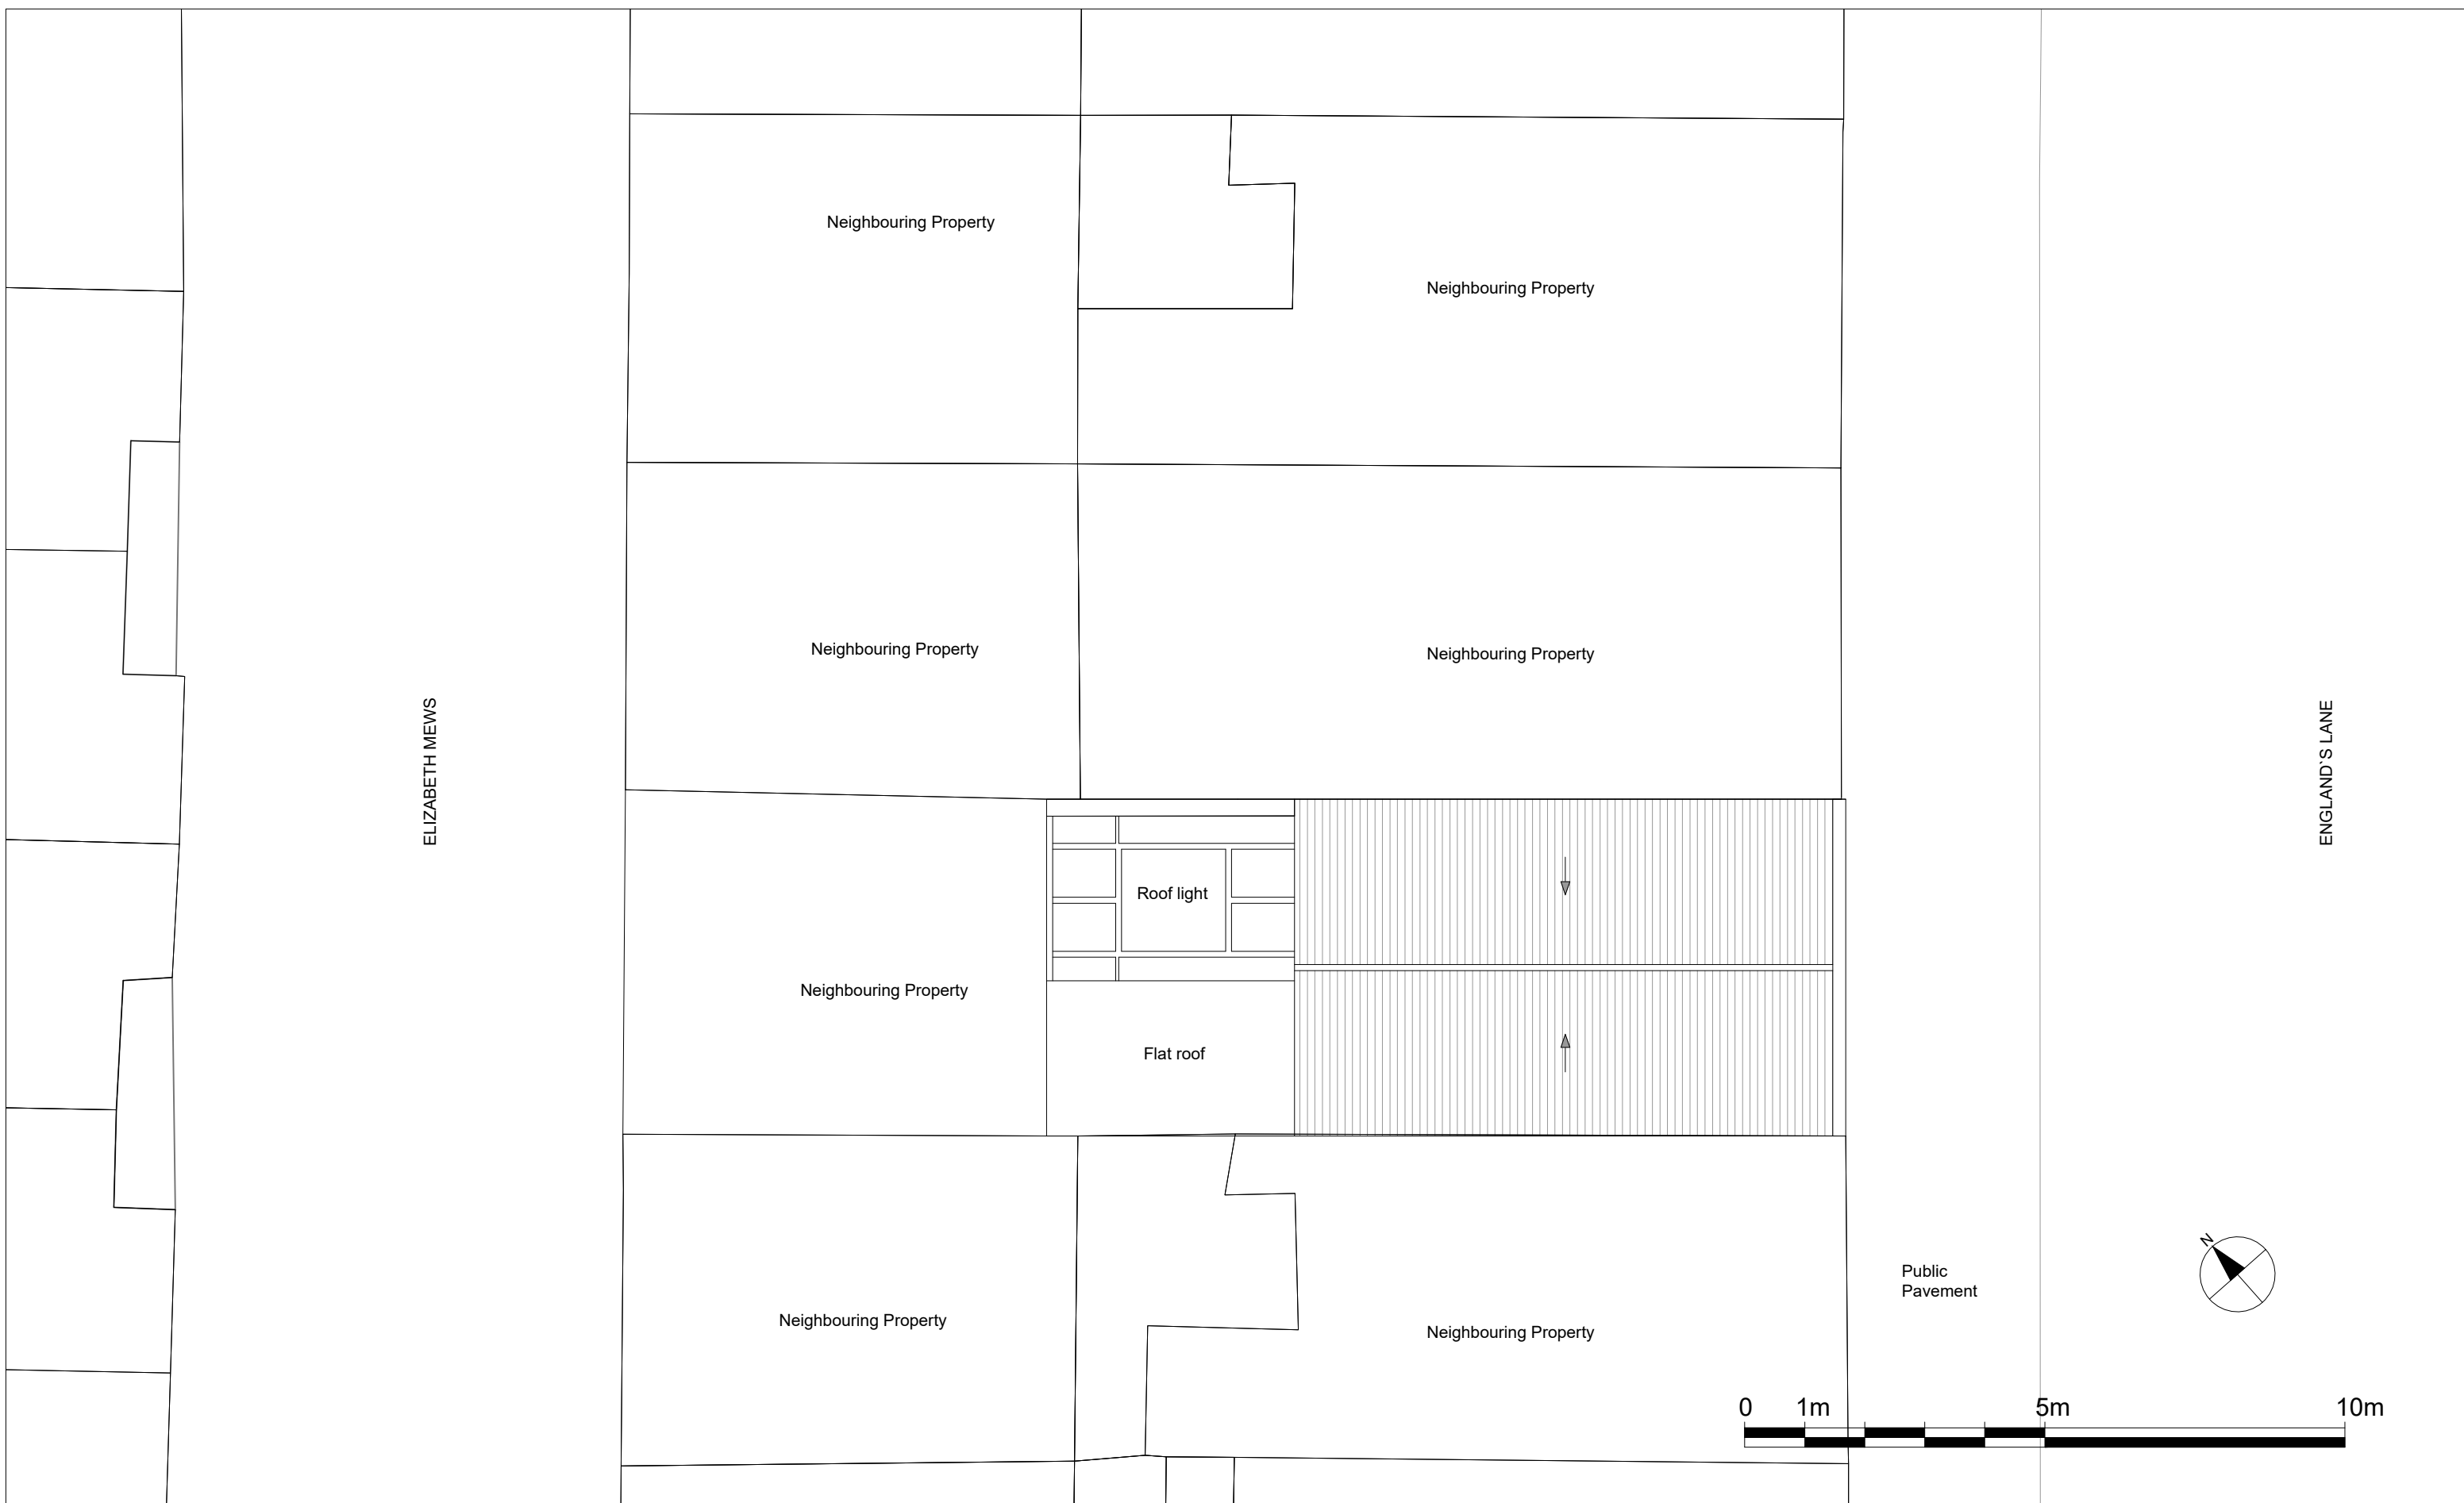 Neighbouring Property
Neighbouring Property
Neighbouring Property
Neighbouring Property
ELIZABETH MEWS
ENGLAND`S LANE
Roof light
Neighbouring Property
Flat roof
N
Public
Pavement
Neighbouring Property
Neighbouring Property
0 1m 5m 10m